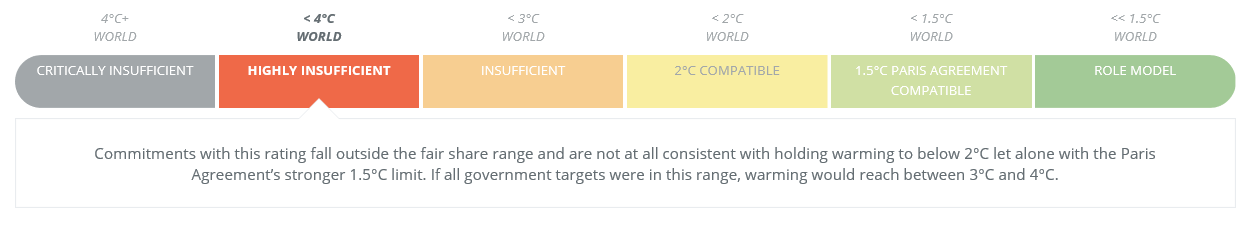 4°C+
WORLD
< 4°C
WORLD
< 3°C
WORLD
< 2°C
WORLD
< 1.5°C
WORLD
<< 1.5°C
WORLD
CRITICALLY INSUFFICIENT
HIGHLY INSUFFICIENT
INSUFFICIENT
2°C COMPATIBLE
1.5°C PARIS AGREEMENT
COMPATIBLE
ROLE MODEL
Commitments with this rating fall outside the fair share range and are not at all consistent with holding warming to below 2°C let alone with the Paris
Agreement’s stronger 1.5°C limit. If all government targets were in this range, warming would reach between 3°C and 4°C.